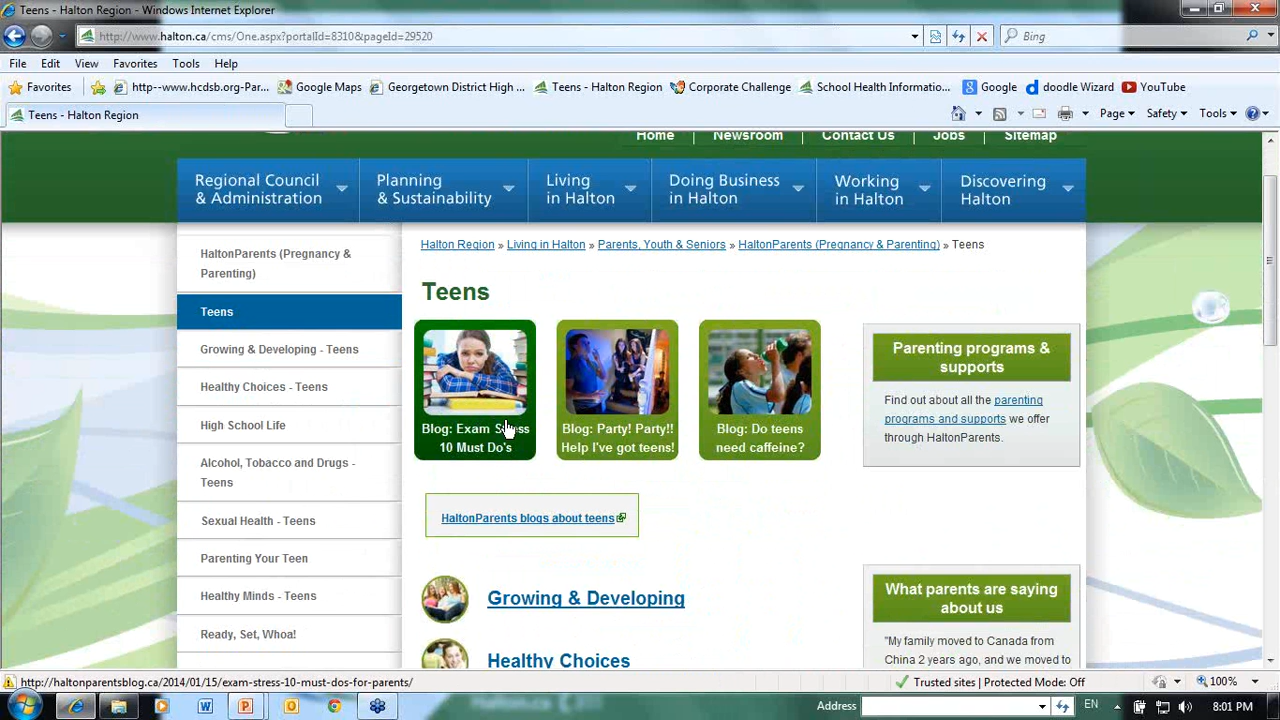 Teens - Halton Region - Windows Internet Explorer
http://www.halton.ca/cms/One.aspx?portalId=8310&pageId=29520
Bing
File Edit View Favorites Tools Help
Favorites http--www.hcdsb.org-Par... Google Maps Georgetown District High ... Teens - Halton Region Corporate Challenge School Health Informatio... Google doodle Wizard YouTube
Teens - Halton Region
Page Safety Tools
Home Newsroom Contact Us Jobs Sitemap
Regional Council
& Administration
Planning
& Sustainability
Living
in Halton
Doing Business
in Halton
Working
in Halton
Discovering
Halton
HaltonParents (Pregnancy &
Parenting)
Teens
Growing & Developing - Teens
Healthy Choices - Teens
High School Life
Alcohol, Tobacco and Drugs -
Teens
Sexual Health - Teens
Parenting Your Teen
Healthy Minds - Teens
Ready, Set, Whoa!
Halton Region » Living in Halton » Parents, Youth & Seniors » HaltonParents (Pregnancy & Parenting) » Teens
Teens
Blog: Exam Stress
10 Must Do's
Blog: Party! Party!!
Help I've got teens!
Blog: Do teens
need caffeine?
HaltonParents blogs about teens
Growing & Developing
Healthy Choices
Parenting programs &
supports
Find out about all the parenting
programs and supports we offer
through HaltonParents.
What parents are saying
about us
"My family moved to Canada from
China 2 years ago, and we moved to
http://haltonparentsblog.ca/2014/01/15/exam-stress-10-must-dos-for-parents/
Trusted sites | Protected Mode: Off
100%
Address
EN
8:01 PM